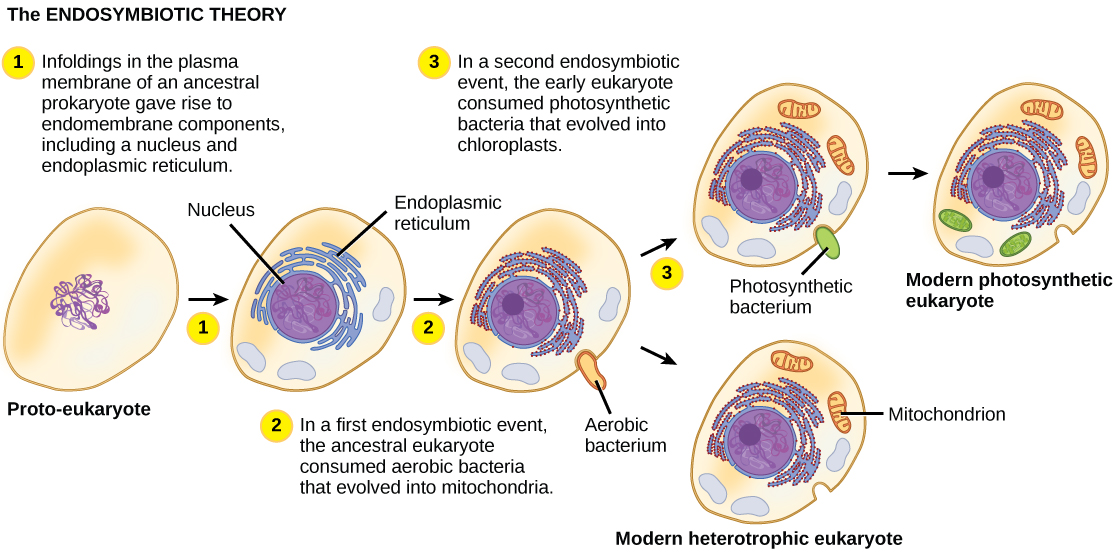 The ENDOSYMBIOTIC THEORY
1
Infoldings in the plasma
membrane of an ancestral
prokaryote gave rise to
endomembrane components,
including a nucleus and
endoplasmic reticulum.
3
In a second endosymbiotic
event, the early eukaryote
consumed photosynthetic
bacteria that evolved into
chloroplasts.
Nucleus
Endoplasmic
reticulum
1
2
3
Photosynthetic
bacterium
Modern photosynthetic
eukaryote
Proto-eukaryote
2
In a first endosymbiotic event,
the ancestral eukaryote
consumed aerobic bacteria
that evolved into mitochondria.
Aerobic
bacterium
Mitochondrion
Modern heterotrophic eukaryote